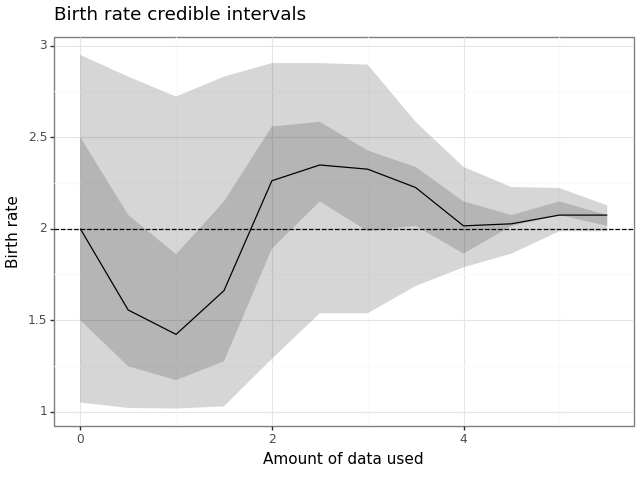 Birth rate credible intervals
3
2.5
2
1.5
1
Birth rate
0
2
4
Amount of data used